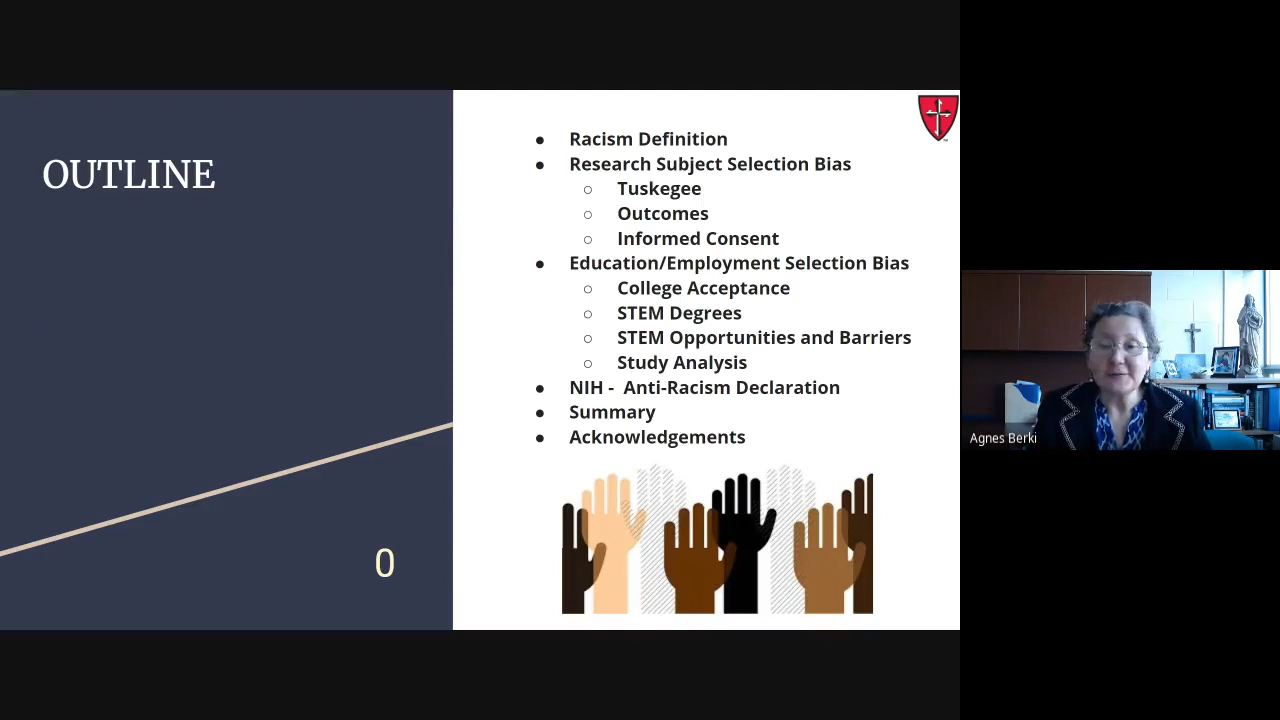 OUTLINE
● Racism Definition
● Research Subject Selection Bias
○ Tuskegee
○ Outcomes
○ Informed Consent
● Education/Employment Selection Bias
○ College Acceptance
○ STEM Degrees
○ STEM Opportunities and Barriers
○ Study Analysis
● NIH - Anti-Racism Declaration
● Summary
● Acknowledgements
0
Agnes Berki